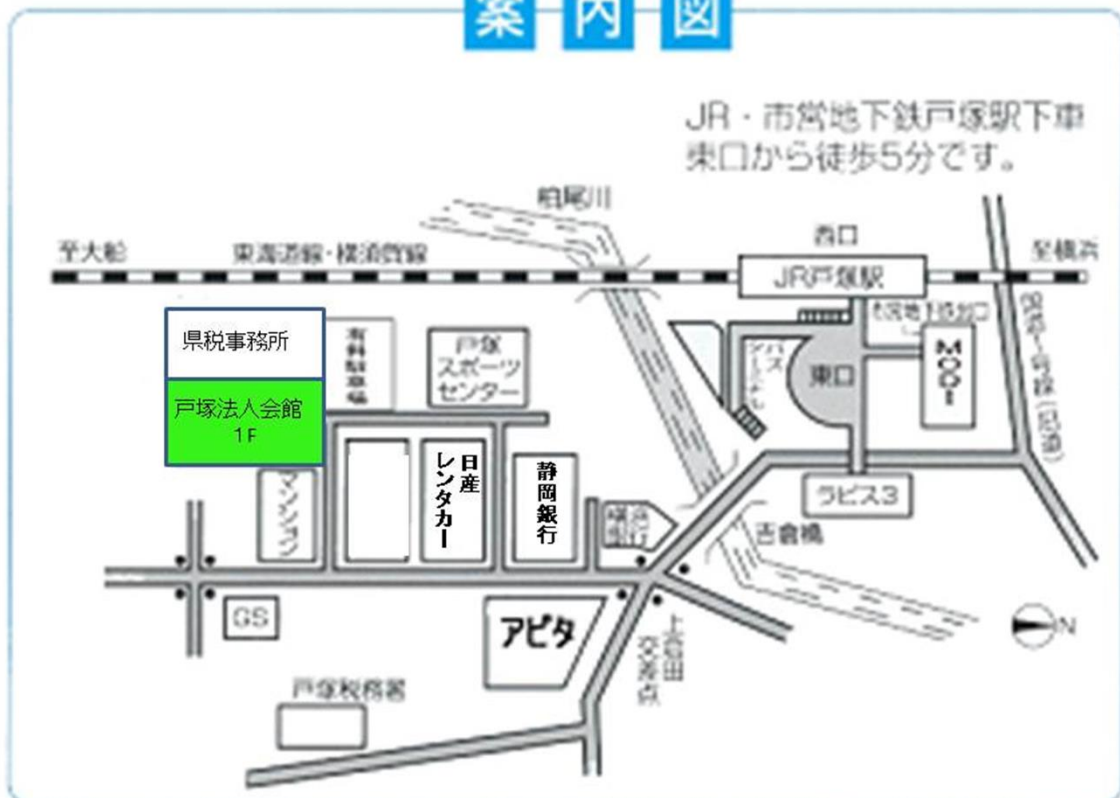 案内図
JR・市営地下鉄戸塚駅下車
東口から徒歩5分です。
柏尾川
西口
至大船
東海道線・横須賀線
至横浜
JR戸塚駅
市営地下鉄出口
県税事務所
有料駐車場
戸塚
スポーツ
センター
バス
ターミナル
東口
MODI
戸塚法人会館
1F
マンション
日産
レンタカー
静岡銀行
横浜
銀行
ラピス3
吉倉橋
GS
アピタ
上倉田
交差点
N
戸塚税務署